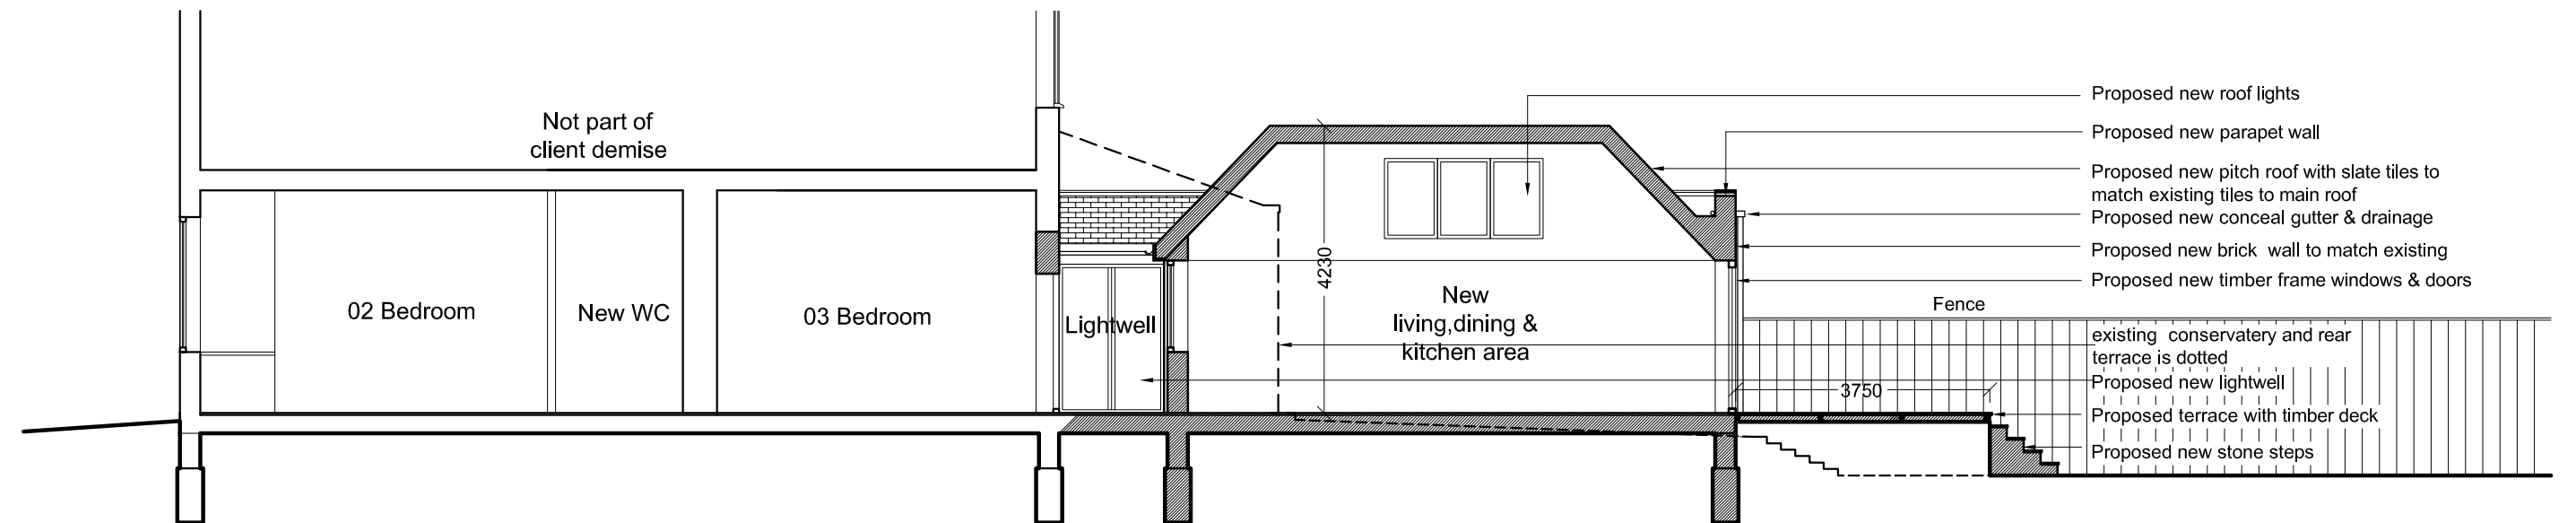 Not part of
client demise
02 Bedroom
New WC
03 Bedroom
Lightwell
4230
New
living,dining &
kitchen area
Fence
3750
Proposed new roof lights
Proposed new parapet wall
Proposed new pitch roof with slate tiles to
match existing tiles to main roof
Proposed new conceal gutter & drainage
Proposed new brick wall to match existing
Proposed new timber frame windows & doors
existing conservatery and rear
terrace is dotted
Proposed new lightwell
Proposed terrace with timber deck
Proposed new stone steps